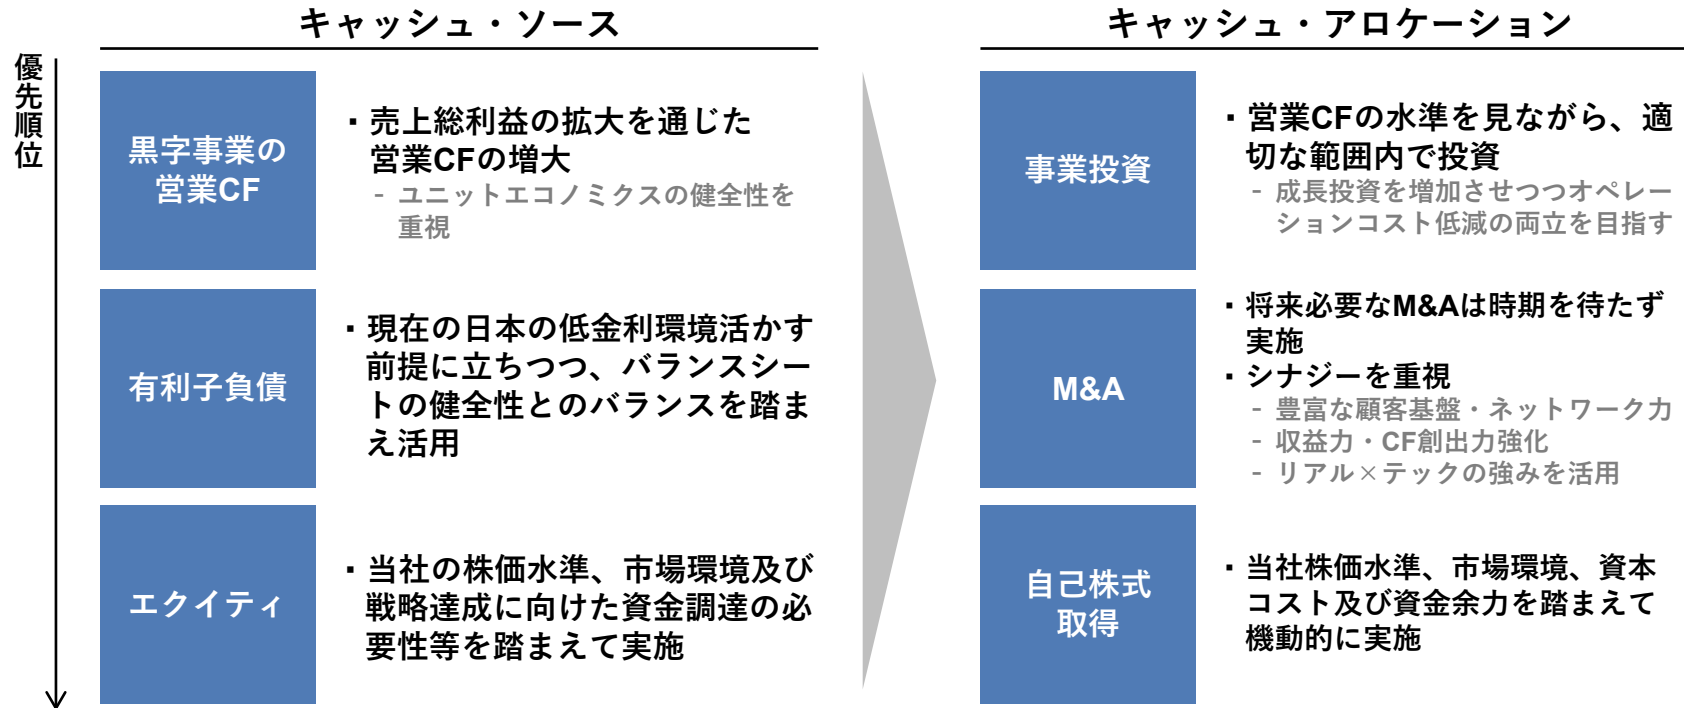 キャッシュ・ソース
キャッシュ・アロケーション
優先順位
黒字事業の
営業CF
▪ 売上総利益の拡大を通じた
営業CFの増大
- ユニットエコノミクスの健全性を
重視
有利子負債
▪ 現在の日本の低金利環境活かす
前提に立ちつつ、バランスシー
トの健全性とのバランスを踏ま
え活用
エクイティ
▪ 当社の株価水準、市場環境及び
戦略達成に向けた資金調達の必
要性等を踏まえて実施
事業投資
▪ 営業CFの水準を見ながら、適
切な範囲内で投資
- 成長投資を増加させつつオペレー
ションコスト低減の両立を目指す
M&A
▪ 将来必要なM&Aは時期を待たず
実施
▪ シナジーを重視
- 豊富な顧客基盤・ネットワーク力
- 収益力・CF創出力強化
- リアル×テックの強みを活用
自己株式
取得
▪ 当社株価水準、市場環境、資本
コスト及び資金余力を踏まえて
機動的に実施